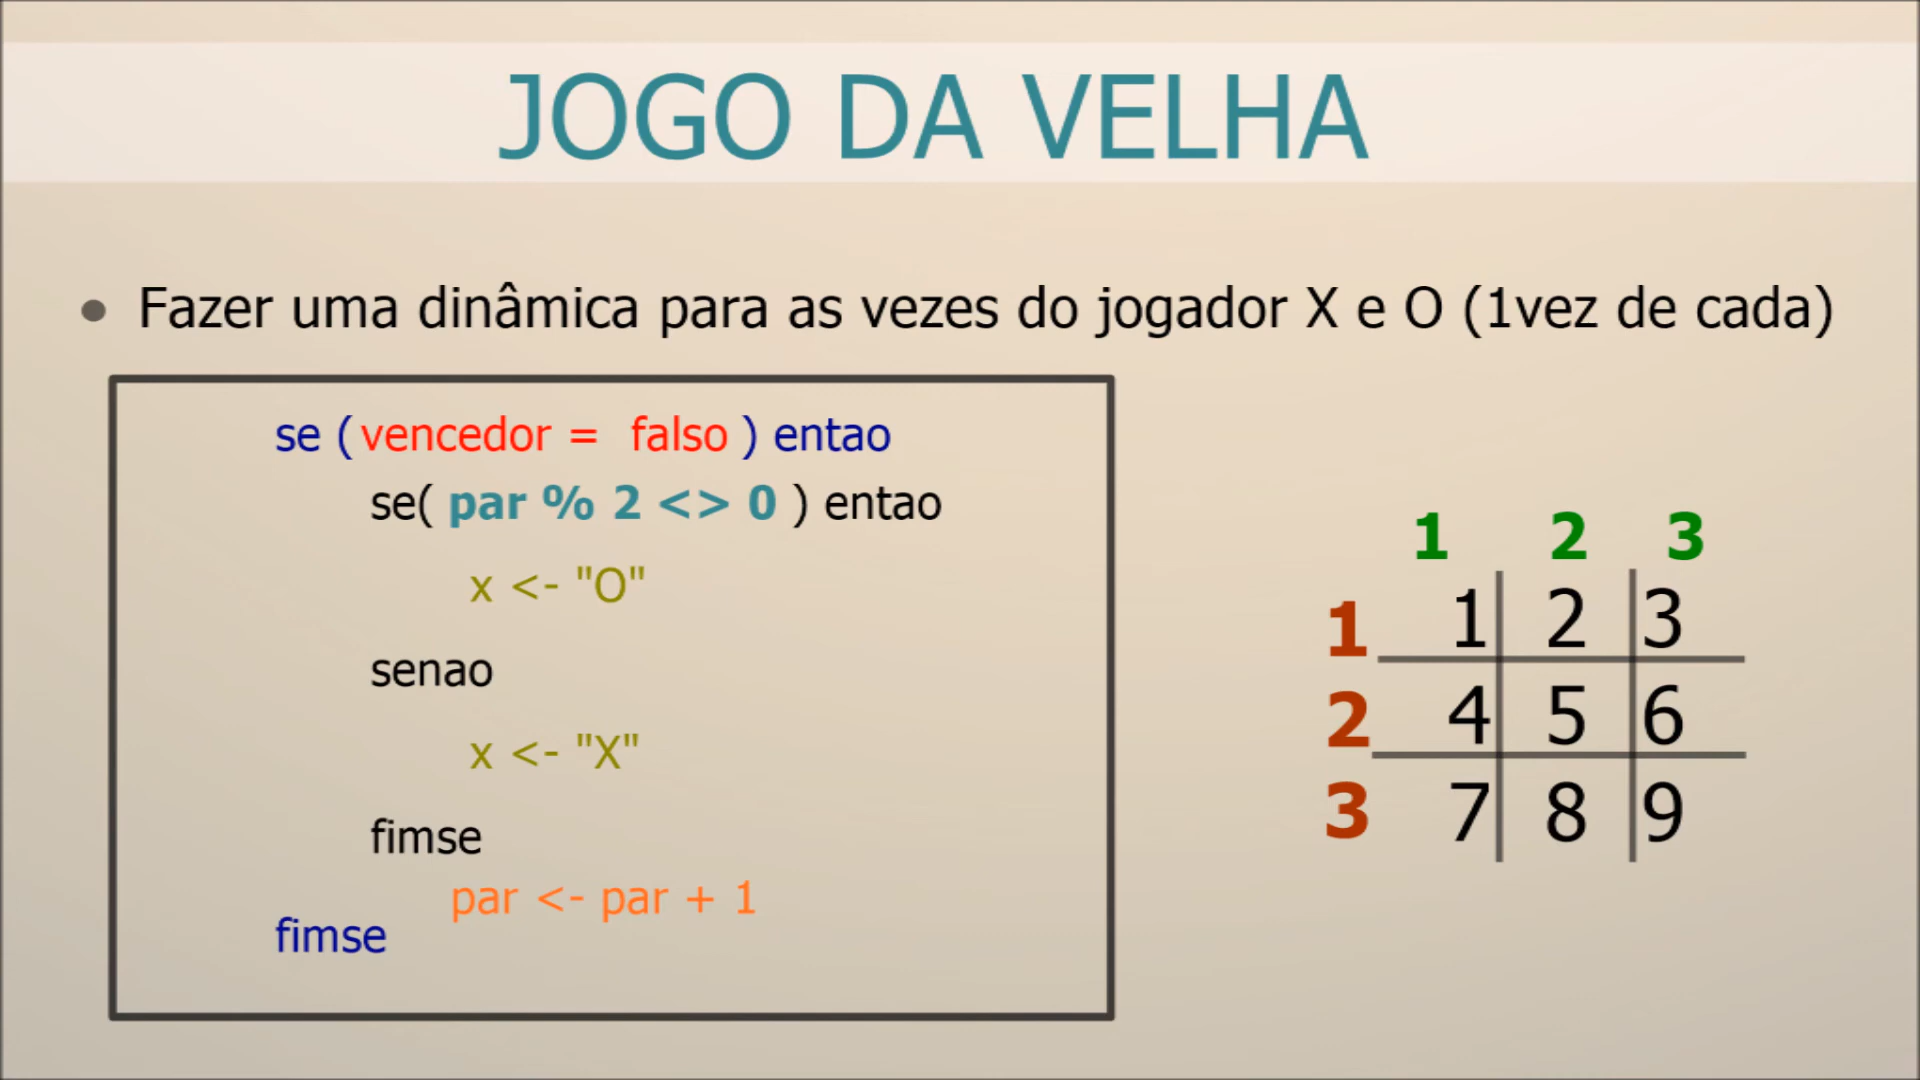 JOGO DA VELHA
Fazer uma dinâmica para as vezes do jogador X e O (1vez de cada)
se ( vencedor = falso ) entao
se( par % 2 <> 0 ) entao
x <- "O"
senao
x <- "X"
fimse
par <- par + 1
fimse
1 2 3
1 1 2 3
2 4 5 6
3 7 8 9